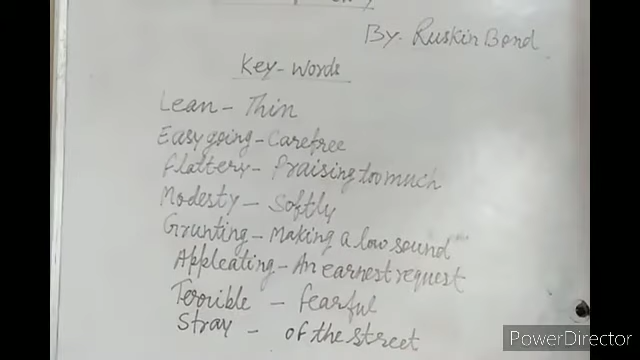 By. Ruskin Bond
Key-Words
Lean - Thin
Easy going - Carefree
Flattery - Praising too much
Modesty - Softly
Grunting - Making a low sound
Appleating - An earnest request
Terrible - fearful
Stray - of the street
PowerDirector